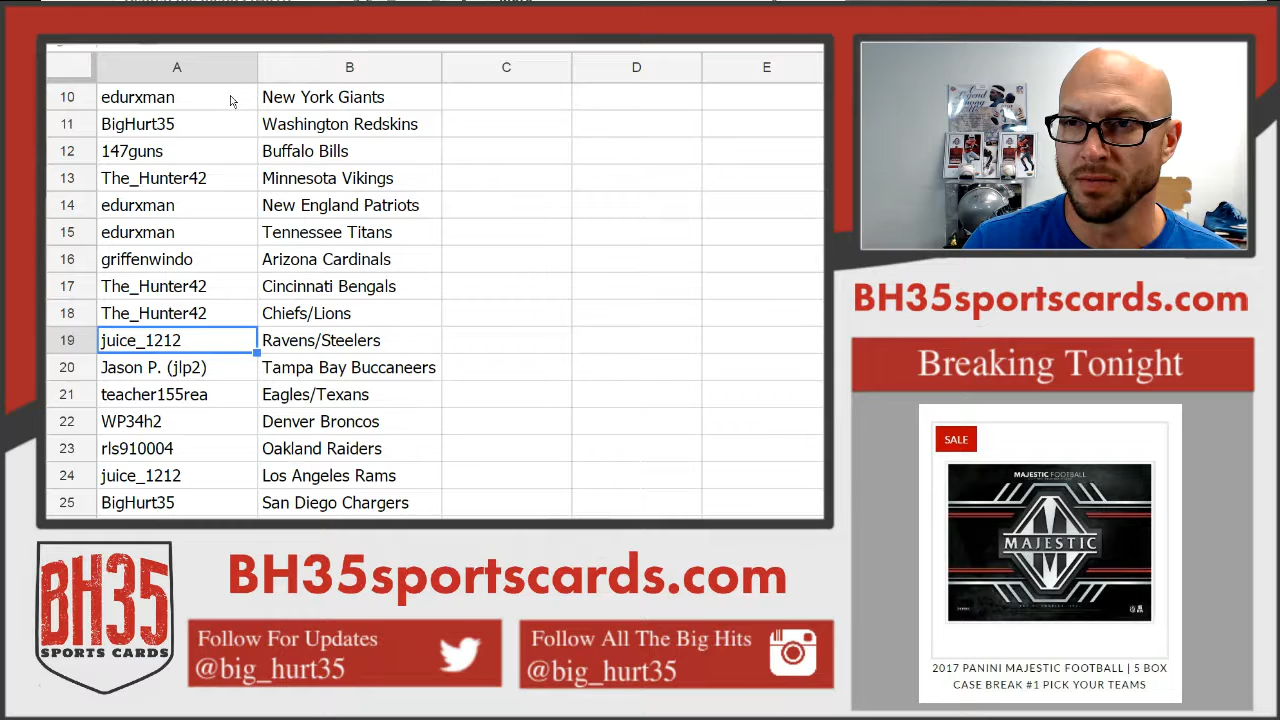 A B C D E
10 edurxman New York Giants
11 BigHurt35 Washington Redskins
12 147guns Buffalo Bills
13 The_Hunter42 Minnesota Vikings
14 edurxman New England Patriots
15 edurxman Tennessee Titans
16 griffenwindo Arizona Cardinals
17 The_Hunter42 Cincinnati Bengals
18 The_Hunter42 Chiefs/Lions
19 juice_1212 Ravens/Steelers
20 Jason P. (jlp2) Tampa Bay Buccaneers
21 teacher155rea Eagles/Texans
22 WP34h2 Denver Broncos
23 rls910004 Oakland Raiders
24 juice_1212 Los Angeles Rams
25 BigHurt35 San Diego Chargers
BH35sportscards.com
Breaking Tonight
SALE
MAJESTIC FOOTBALL
MAJESTIC
2017 PANINI MAJESTIC FOOTBALL | 5 BOX
CASE BREAK #1 PICK YOUR TEAMS
BH35
SPORTS CARDS
BH35sportscards.com
Follow For Updates
@big_hurt35
Follow All The Big Hits
@big_hurt35